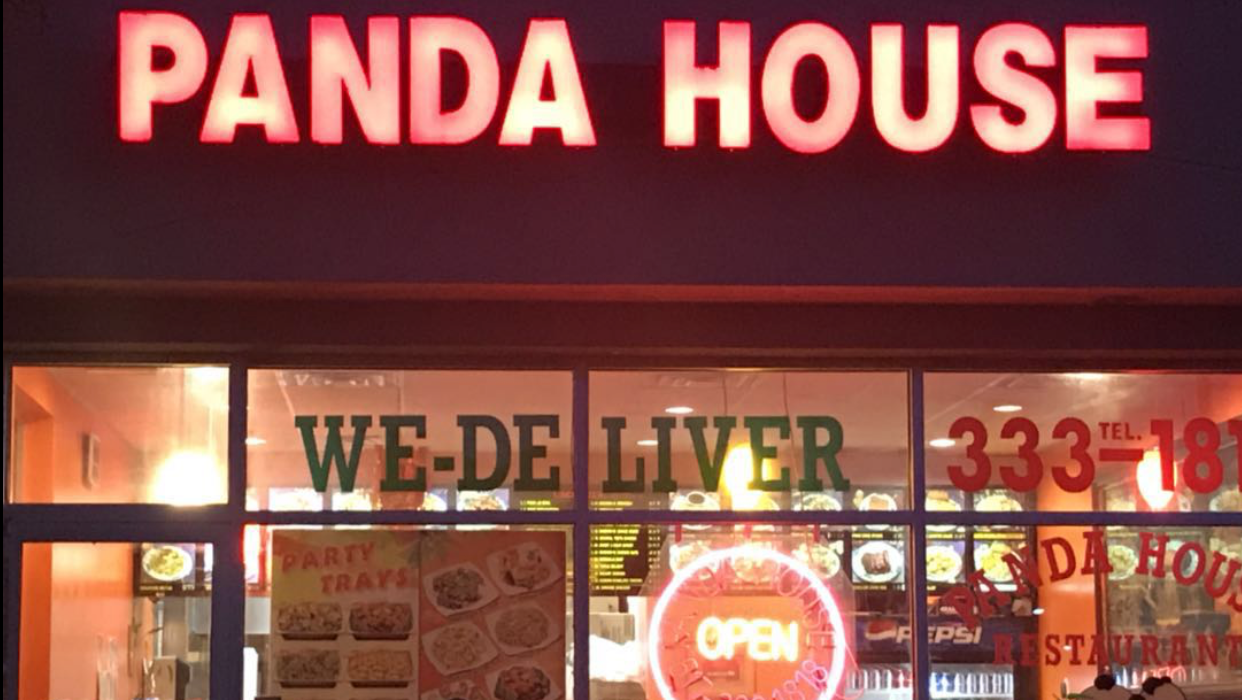 PANDA HOUSE
WE-DE LIVER
TEL.
333-181
PARTY
TRAYS
OPEN
PEPSI
PANDA HOUS
RESTAURANT